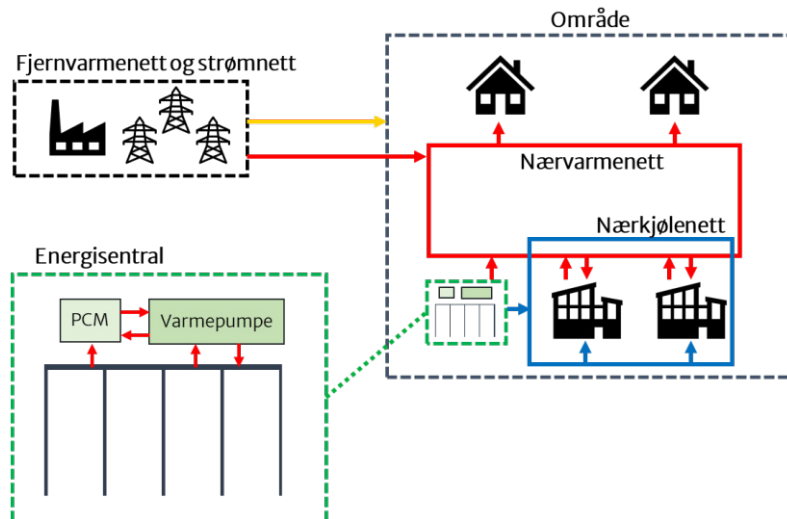 Område
Fjernvarmenett og strømnett
Nærvarmenett
Nærkjølenett
Energisentral
PCM
Varmepumpe